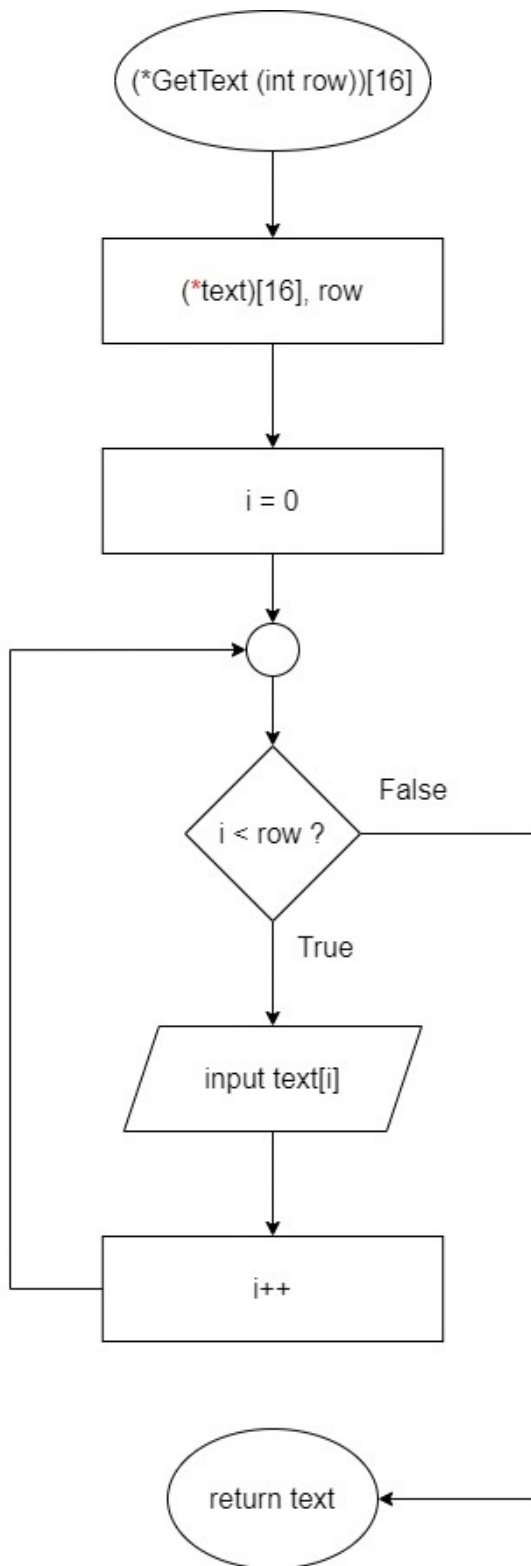 (*GetText (int row))[16]
(*text)[16], row
i = 0
i < row ?
False
True
input text[i]
i++
return text